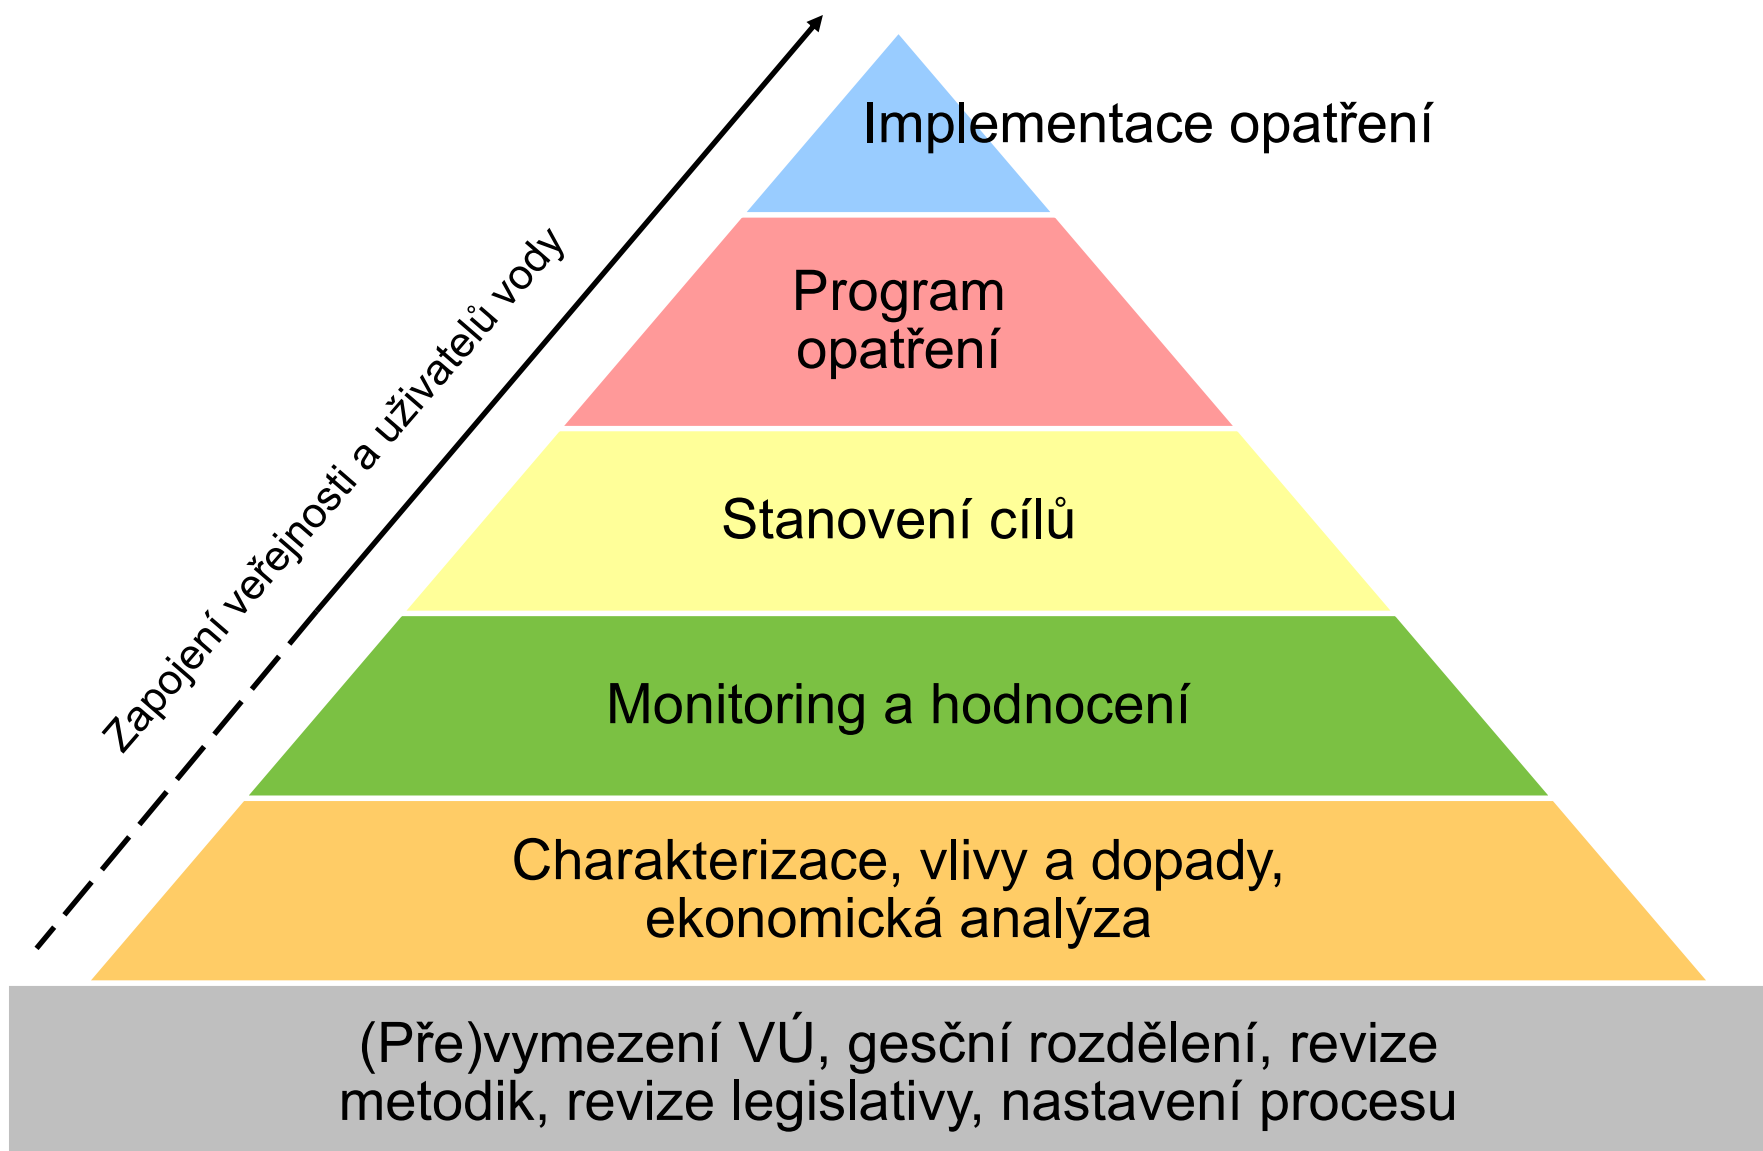 Implementace opatření
Program
opatření
Zapojení veřejnosti a uživatelů vody
Stanovení cílů
Monitoring a hodnocení
Charakterizace, vlivy a dopady,
ekonomická analýza
(Pře)vymezení VÚ, gesční rozdělení, revize
metodik, revize legislativy, nastavení procesu